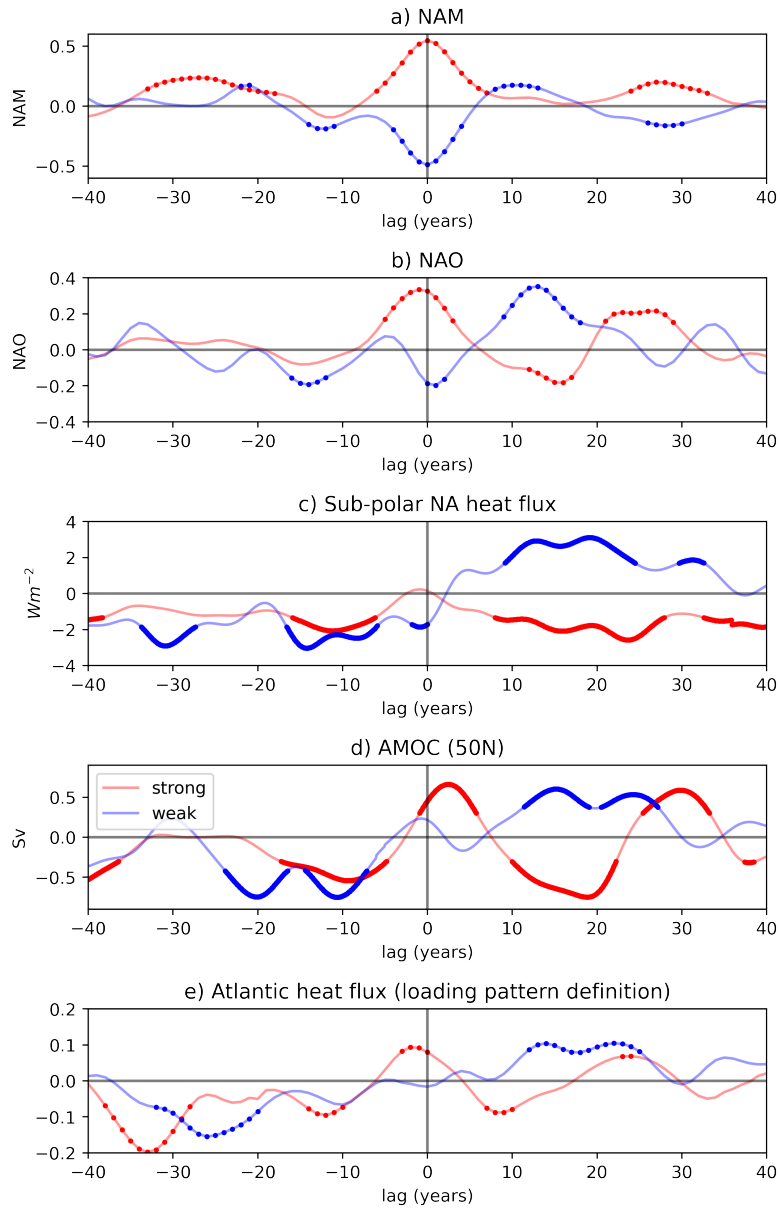 a) NAM
NAM
0.5
0.0
−0.5
−40 −30 −20 −10 0 10 20 30 40
lag (years)
b) NAO
NAO
0.4
0.2
0.0
−0.2
−0.4
−40 −30 −20 −10 0 10 20 30 40
lag (years)
c) Sub-polar NA heat flux
Wm⁻²
4
2
0
−2
−4
−40 −30 −20 −10 0 10 20 30 40
lag (years)
d) AMOC (50N)
Sv
0.5
0.0
−0.5
strong
weak
−40 −30 −20 −10 0 10 20 30 40
lag (years)
e) Atlantic heat flux (loading pattern definition)
0.2
0.1
0.0
−0.1
−0.2
−40 −30 −20 −10 0 10 20 30 40
lag (years)